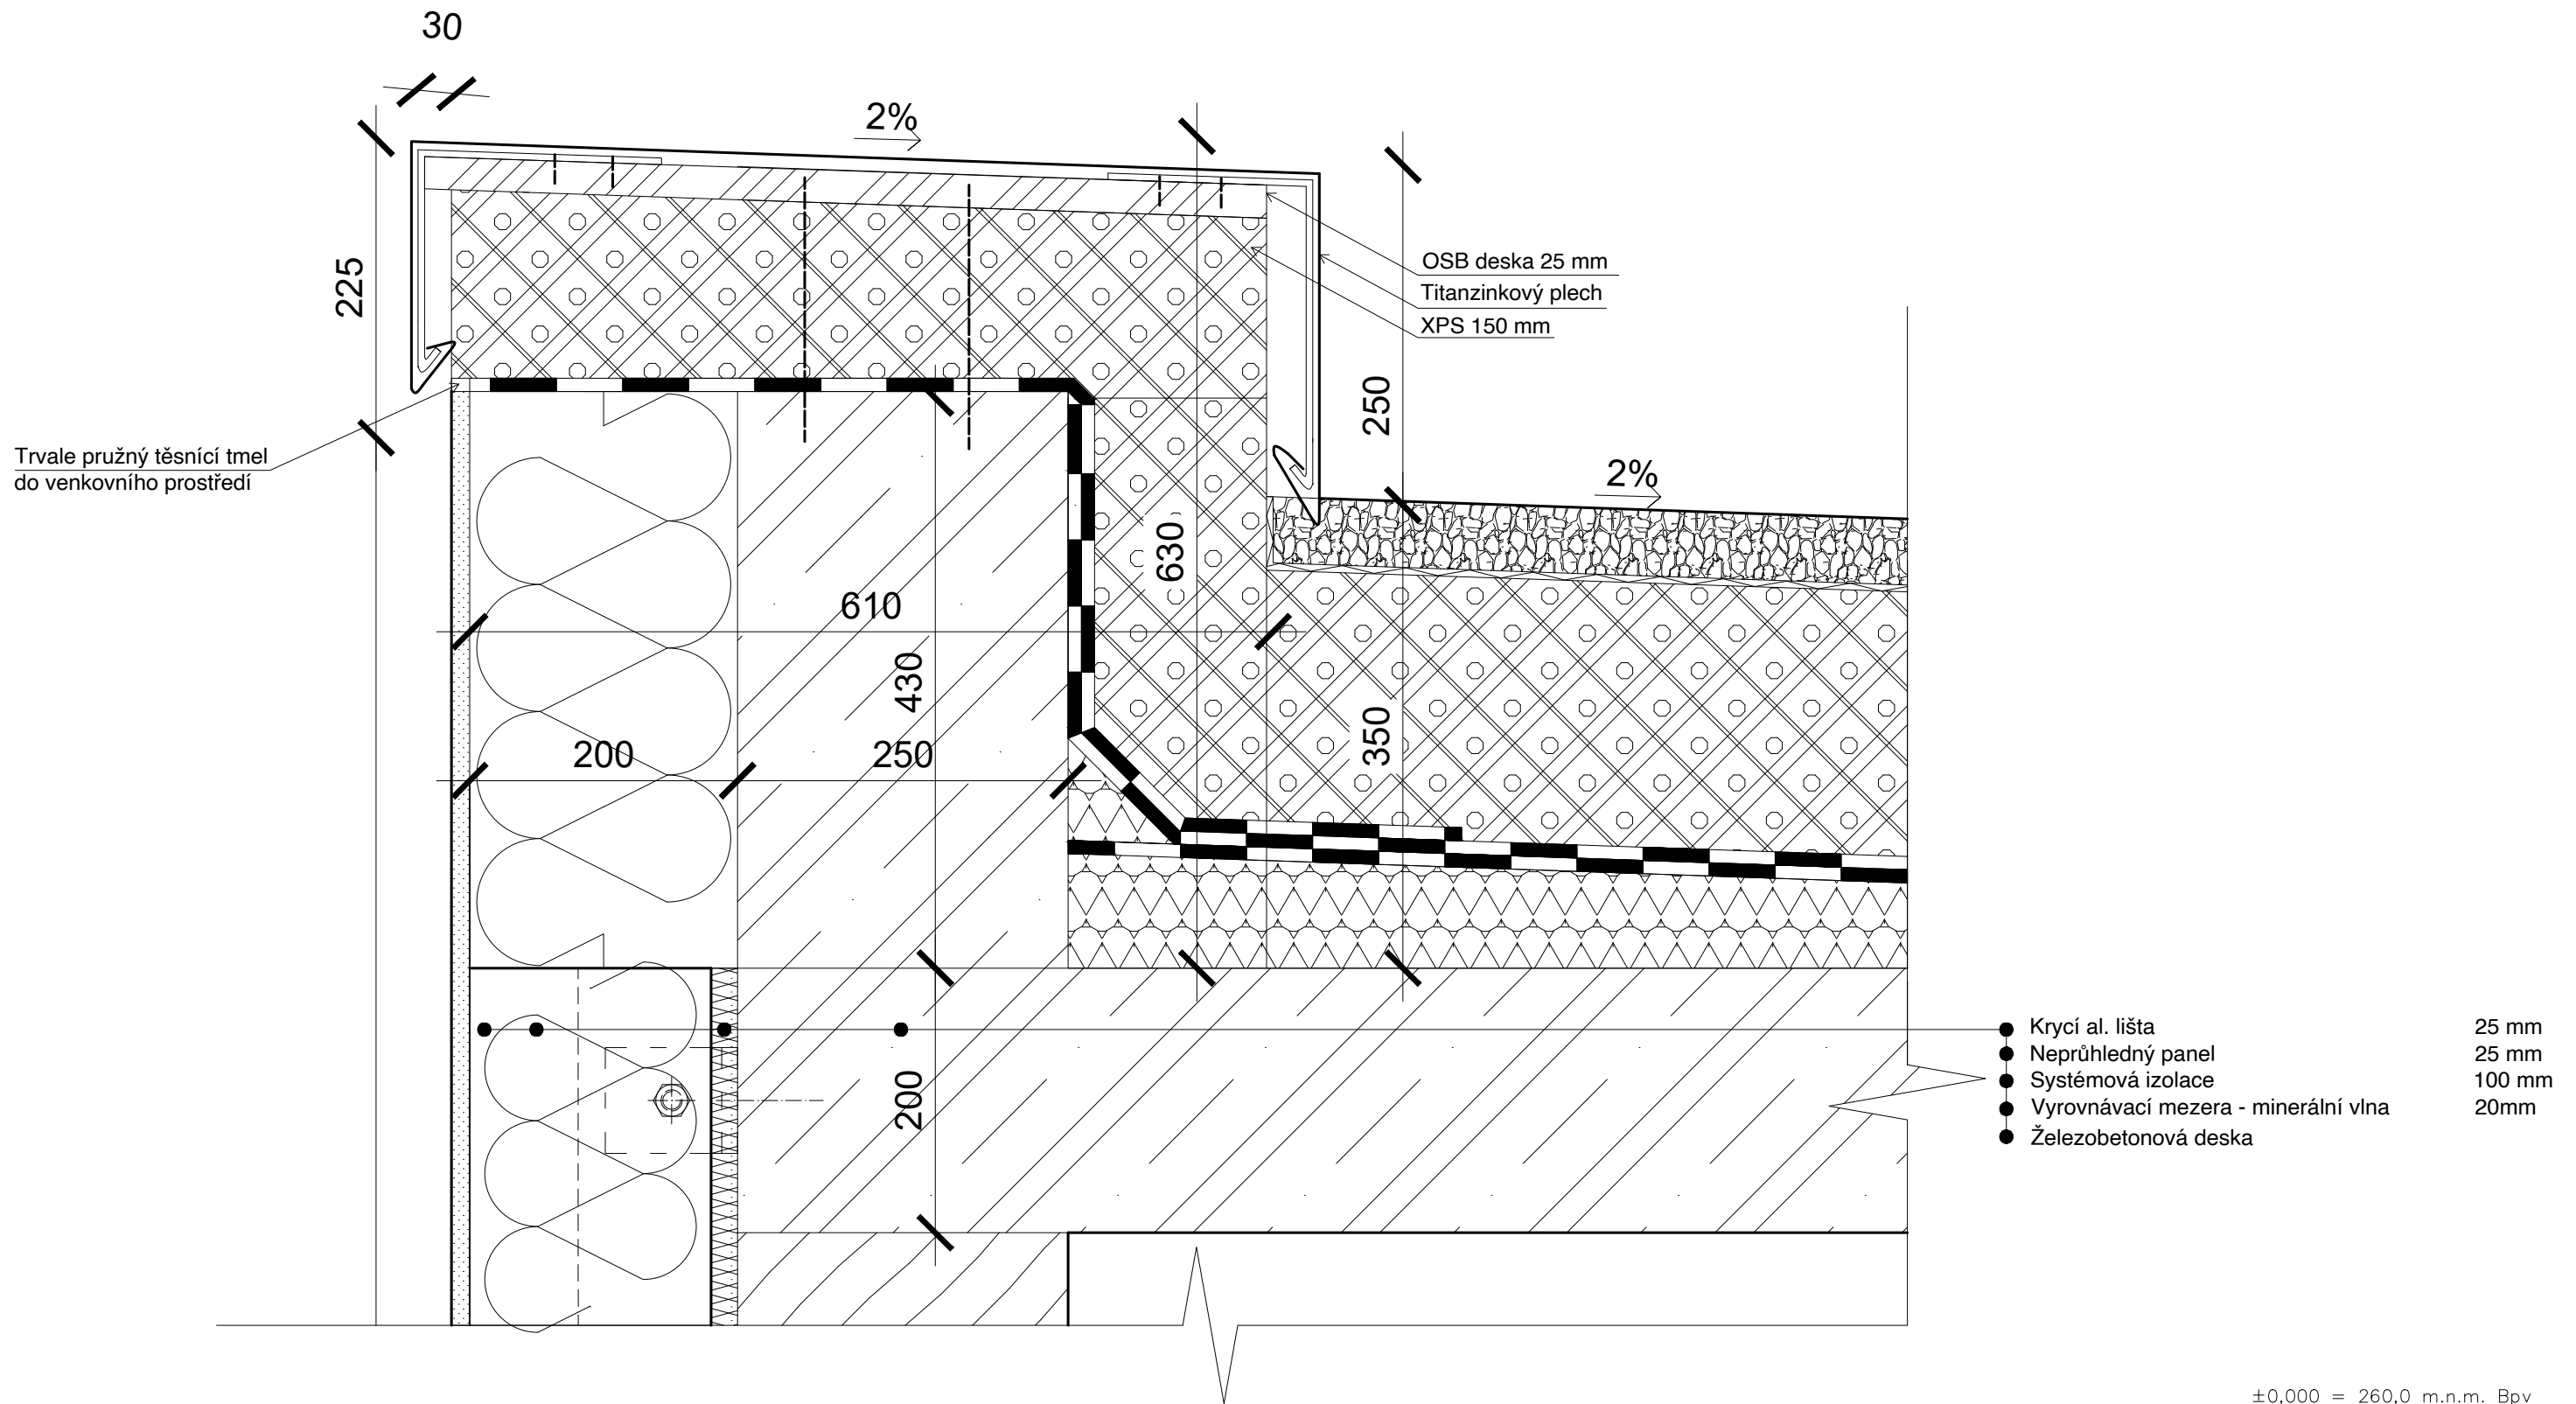 30
2%
225
OSB deska 25 mm
Titanzinkový plech
XPS 150 mm
250
Trvale pružný těsnící tmel
do venkovního prostředí
2%
630
610
430
200
250
350
200
Krycí al. lišta 25 mm
Neprůhledný panel 25 mm
Systémová izolace 100 mm
Vyrovnávací mezera - minerální vlna 20mm
Železobetonová deska
±0,000 = 260,0 m.n.m. Bpv